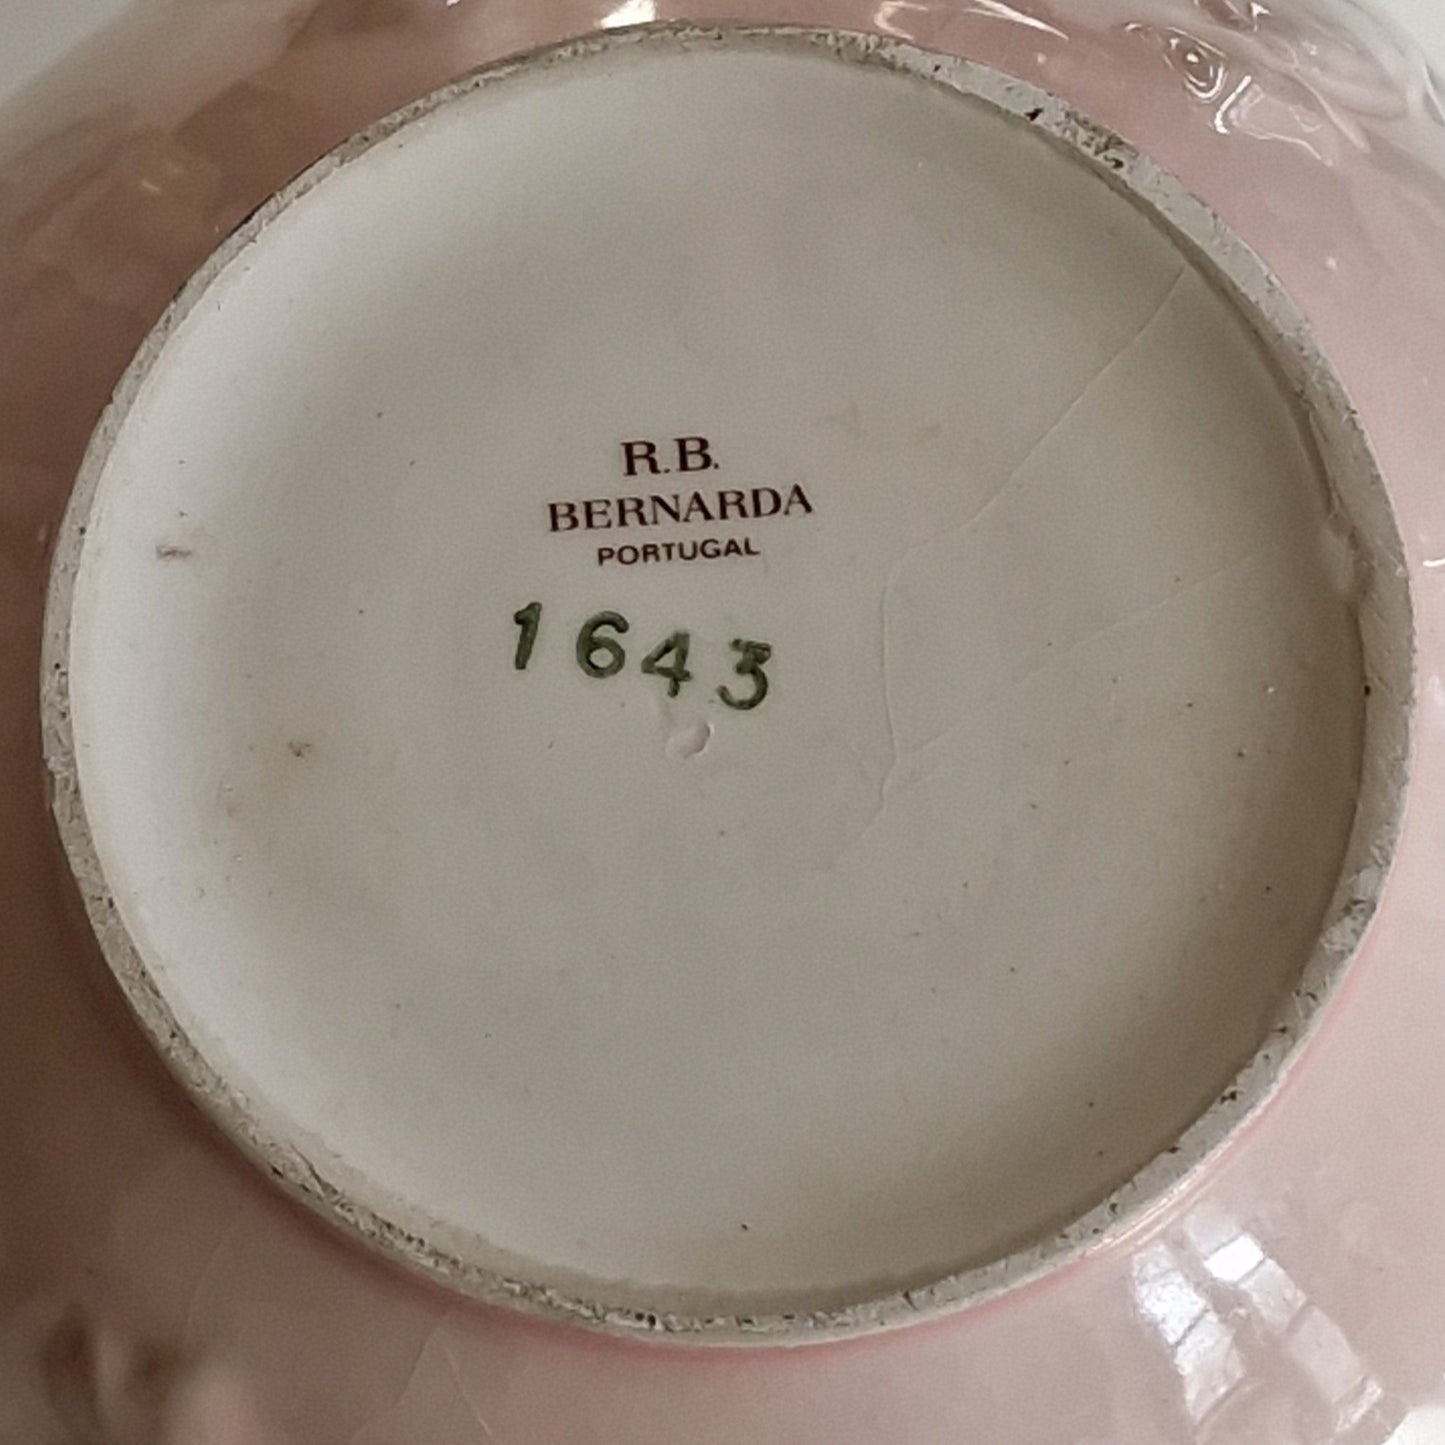 R.B.
BERNARDA
PORTUGAL
1643